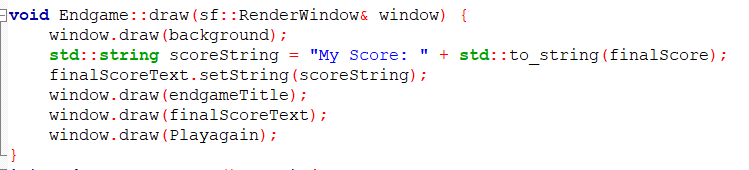 void Endgame::draw(sf::RenderWindow& window) {
    window.draw(background);
    std::string scoreString = "My Score: " + std::to_string(finalScore);
    finalScoreText.setString(scoreString);
    window.draw(endgameTitle);
    window.draw(finalScoreText);
    window.draw(Playagain);
}